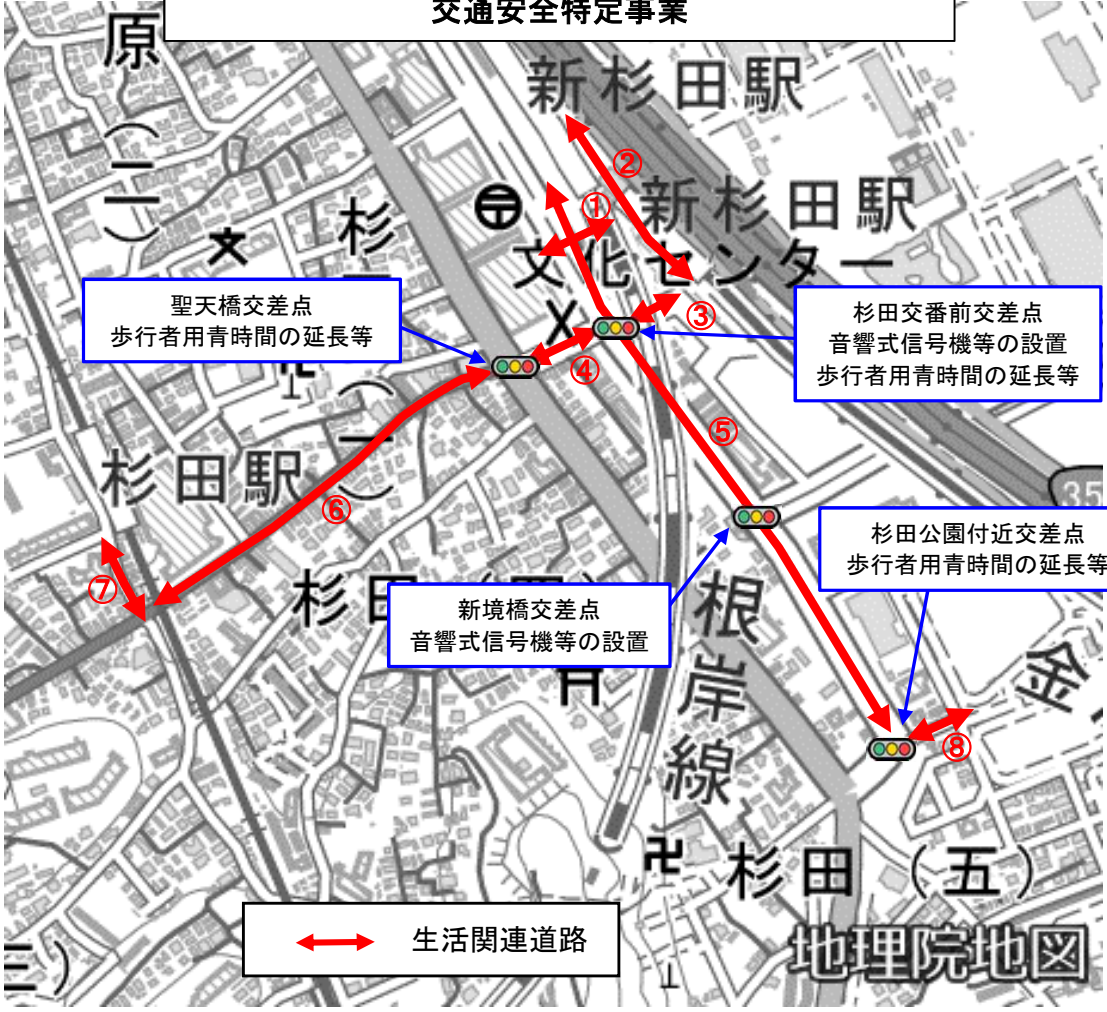 交通安全特定事業
原(二)
新杉田駅
②
新杉田駅
①
文化センター
聖天橋交差点
歩行者用青時間の延長等
③
杉田交番前交差点
音響式信号機等の設置
歩行者用青時間の延長等
④
⑤
杉田駅
(一)
⑥
35
杉田公園付近交差点
歩行者用青時間の延長等
⑦
杉田
新境橋交差点
音響式信号機等の設置
根岸線
⑧
杉田(五)
生活関連道路
地理院地図